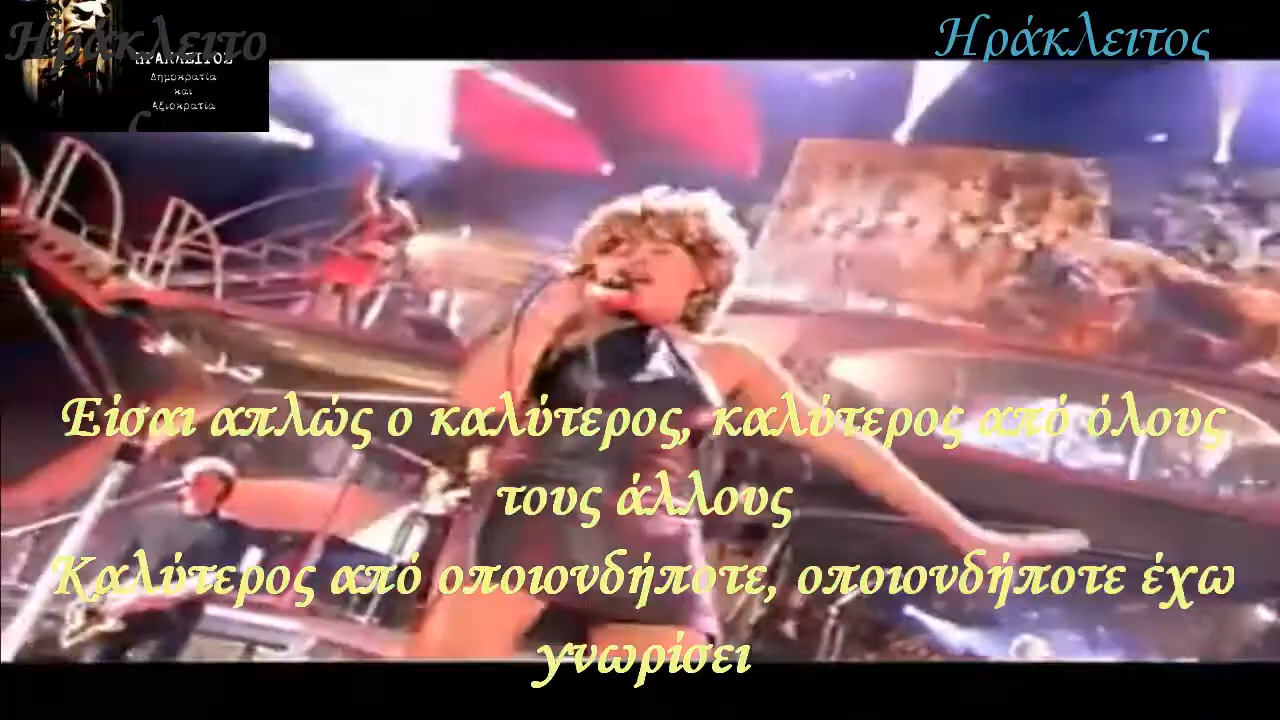 Ηράκλειτο
Ηράκλειτος
ΗΡΑΚΛΕΙΤΟΣ
Δημοκρατία
και
Αξιοκρατία
ς
Είσαι απλώς ο καλύτερος, καλύτερος από όλους
τους άλλους
Καλύτερος από οποιονδήποτε, οποιονδήποτε έχω
γνωρίσει